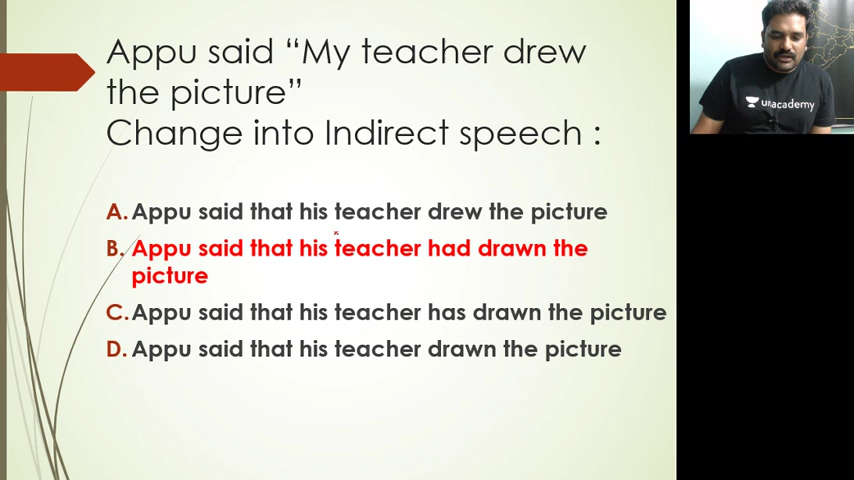 Appu said “My teacher drew
the picture”
Change into Indirect speech :
A. Appu said that his teacher drew the picture
B. Appu said that his teacher had drawn the
picture
C. Appu said that his teacher has drawn the picture
D. Appu said that his teacher drawn the picture
unacademy